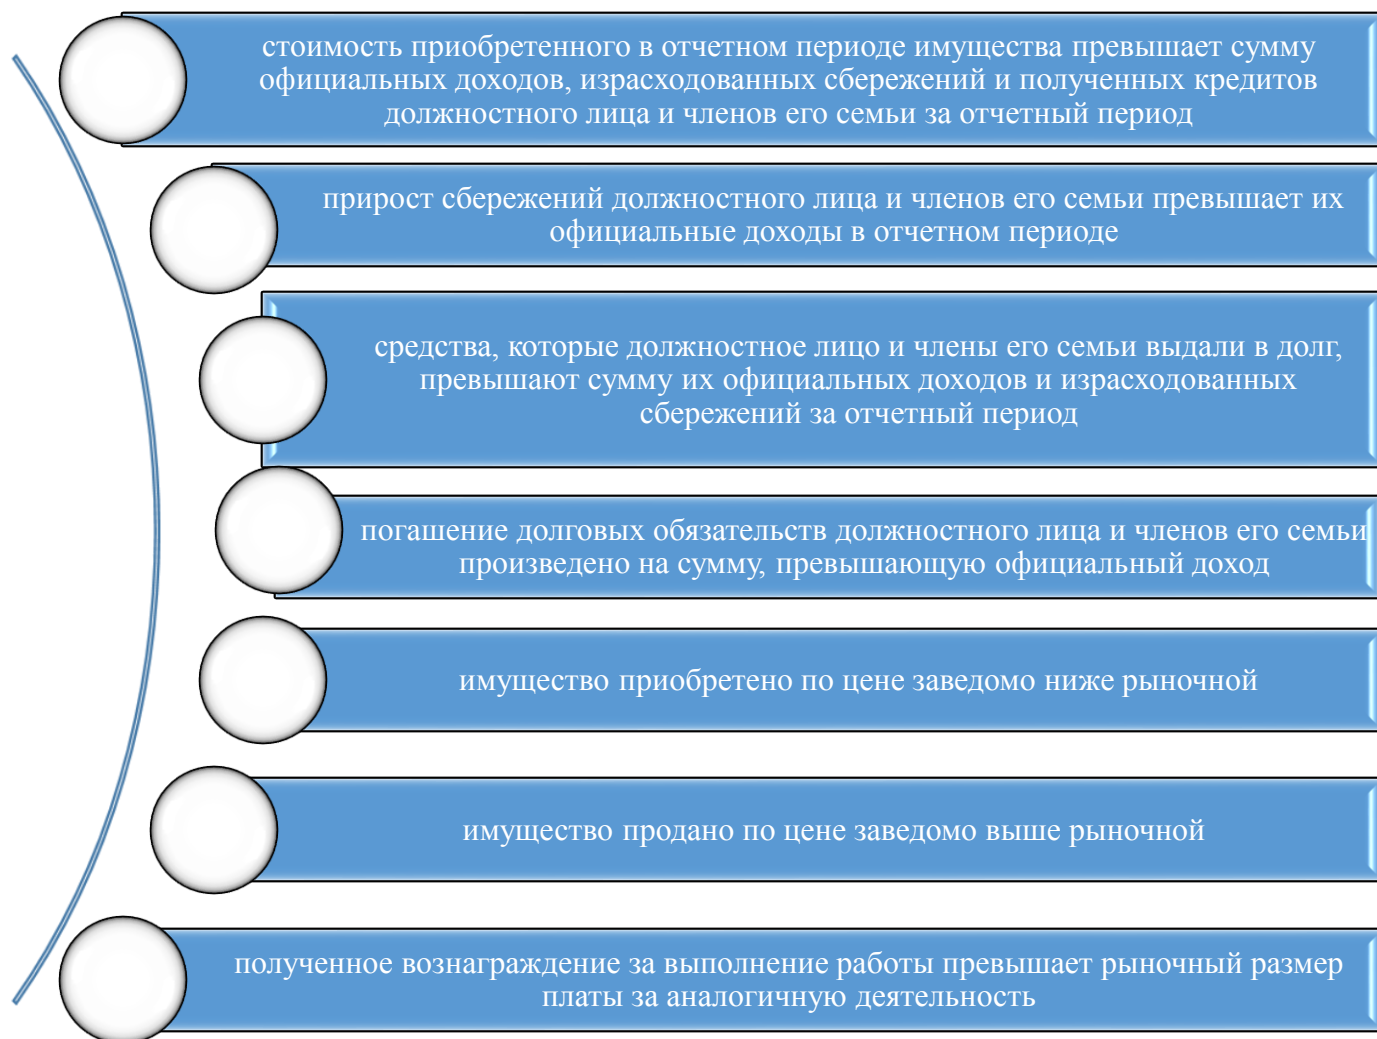 стоимость приобретенного в отчетном периоде имущества превышает сумму
официальных доходов, израсходованных сбережений и полученных кредитов
должностного лица и членов его семьи за отчетный период
прирост сбережений должностного лица и членов его семьи превышает их
официальные доходы в отчетном периоде
средства, которые должностное лицо и члены его семьи выдали в долг,
превышают сумму их официальных доходов и израсходованных
сбережений за отчетный период
погашение долговых обязательств должностного лица и членов его семьи
произведено на сумму, превышающую официальный доход
имущество приобретено по цене заведомо ниже рыночной
имущество продано по цене заведомо выше рыночной
полученное вознаграждение за выполнение работы превышает рыночный размер
платы за аналогичную деятельность